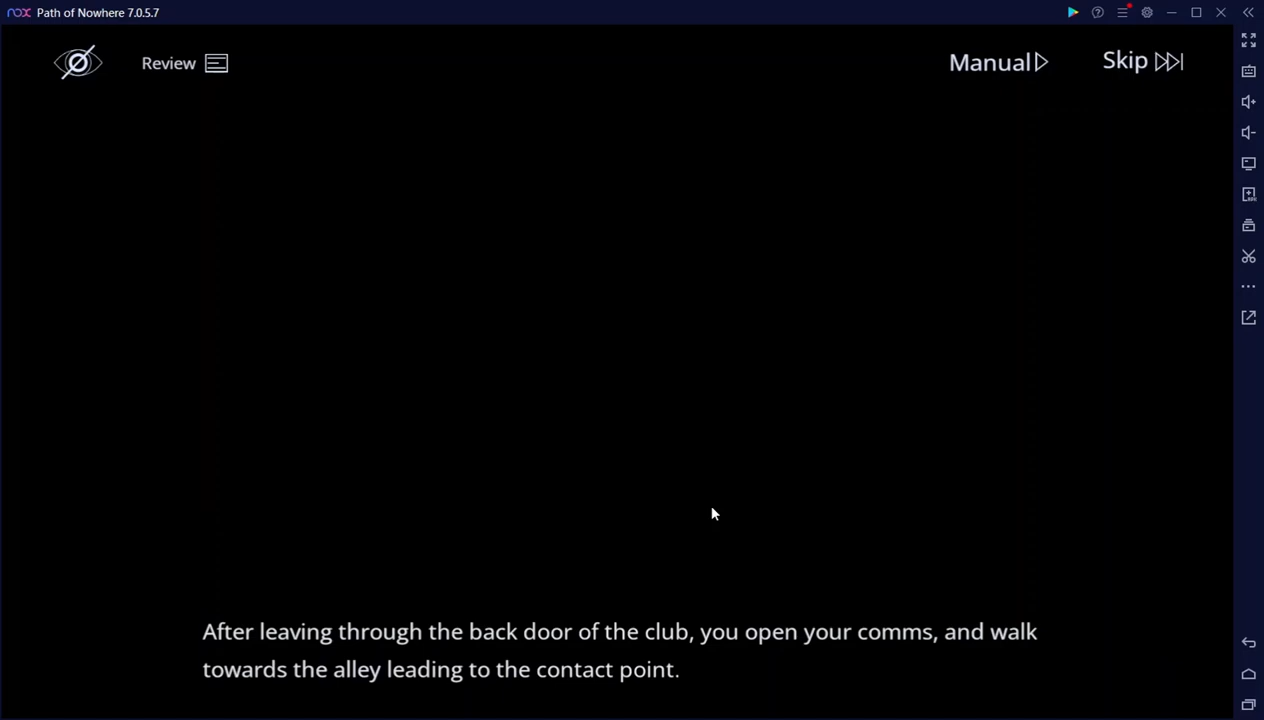 nox Path of Nowhere 7.0.5.7
Review
Manual
Skip
After leaving through the back door of the club, you open your comms, and walk
towards the alley leading to the contact point.